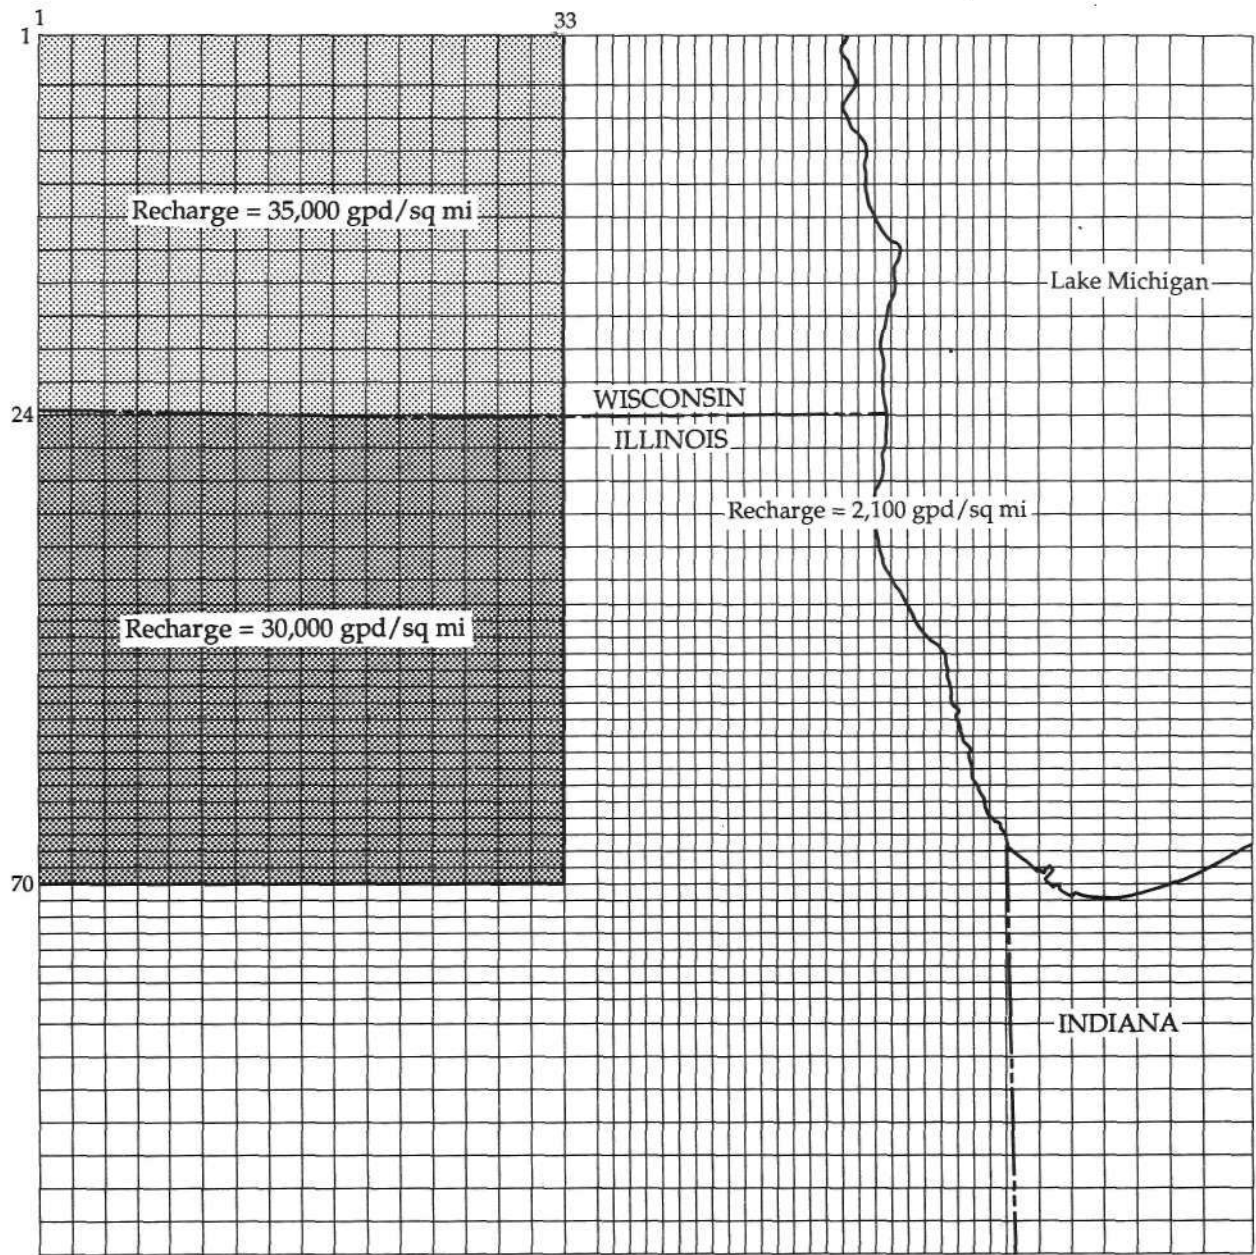 1
33
1
Recharge = 35,000 gpd/sq mi
Lake Michigan
24
WISCONSIN
ILLINOIS
Recharge = 2,100 gpd/sq mi
Recharge = 30,000 gpd/sq mi
70
INDIANA